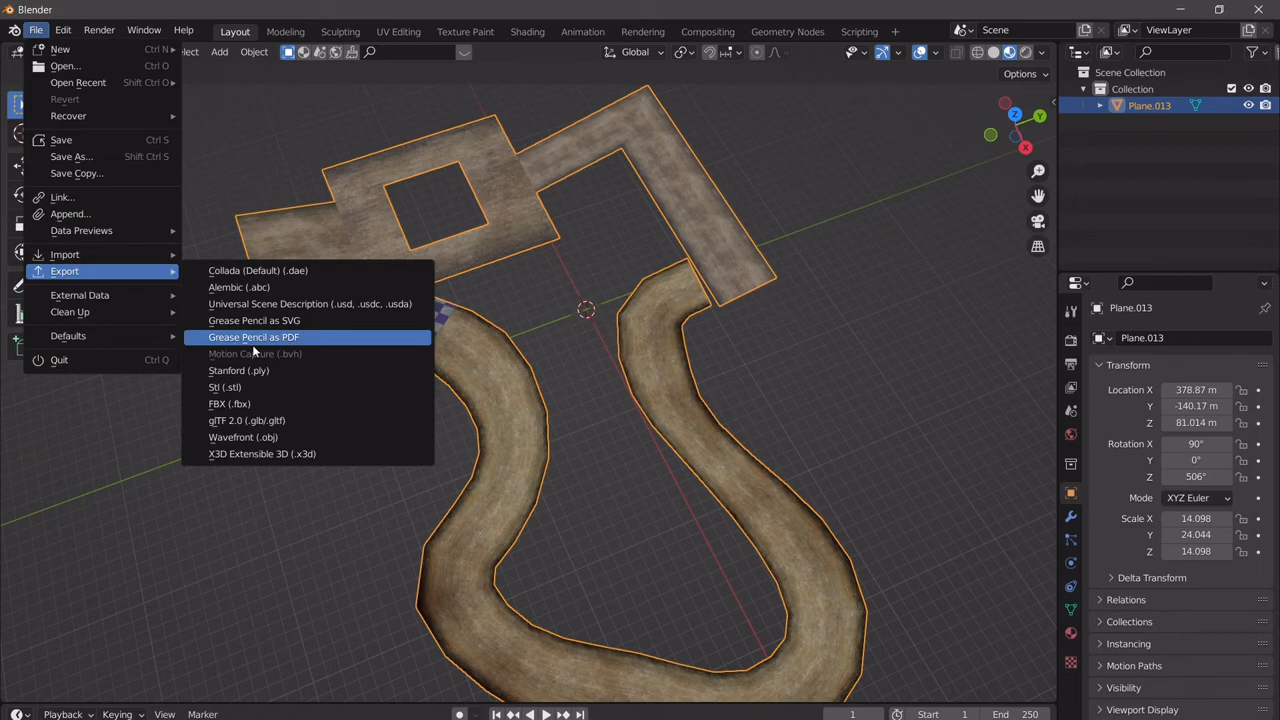 Blender
File Edit Render Window Help
Layout Modeling Sculpting UV Editing Texture Paint Shading Animation Rendering Compositing Geometry Nodes Scripting +
Scene
ViewLayer
Add Object
Global
Options
New Ctrl N
Open... Ctrl O
Open Recent Shift Ctrl O
Revert
Recover
Save Ctrl S
Save As... Shift Ctrl S
Save Copy...
Link...
Append...
Data Previews
Import
Export
External Data
Clean Up
Defaults
Quit Ctrl Q
Collada (Default) (.dae)
Alembic (.abc)
Universal Scene Description (.usd, .usdc, .usda)
Grease Pencil as SVG
Grease Pencil as PDF
Motion Capture (.bvh)
Stanford (.ply)
Stl (.stl)
FBX (.fbx)
glTF 2.0 (.glb/.gltf)
Wavefront (.obj)
X3D Extensible 3D (.x3d)
Z
Y
X
Scene Collection
Collection
Plane.013
Plane.013
Plane.013
Transform
Location X 378.87 m
Y -140.17 m
Z 81.014 m
Rotation X 90°
Y 0°
Z 506°
Mode XYZ Euler
Scale X 14.098
Y 24.044
Z 14.098
Delta Transform
Relations
Collections
Instancing
Motion Paths
Visibility
Viewport Display
Playback Keying View Marker
1
Start 1
End 250